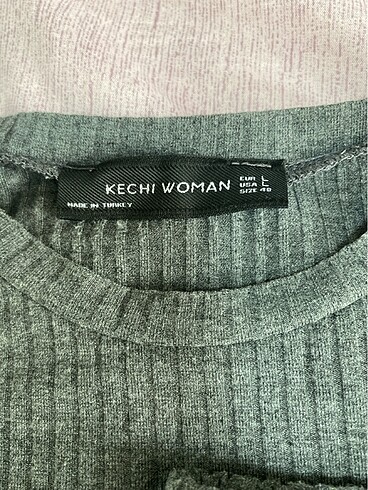 KECHI WOMAN
EUR L
USA L
SIZE 40
MADE IN TURKEY